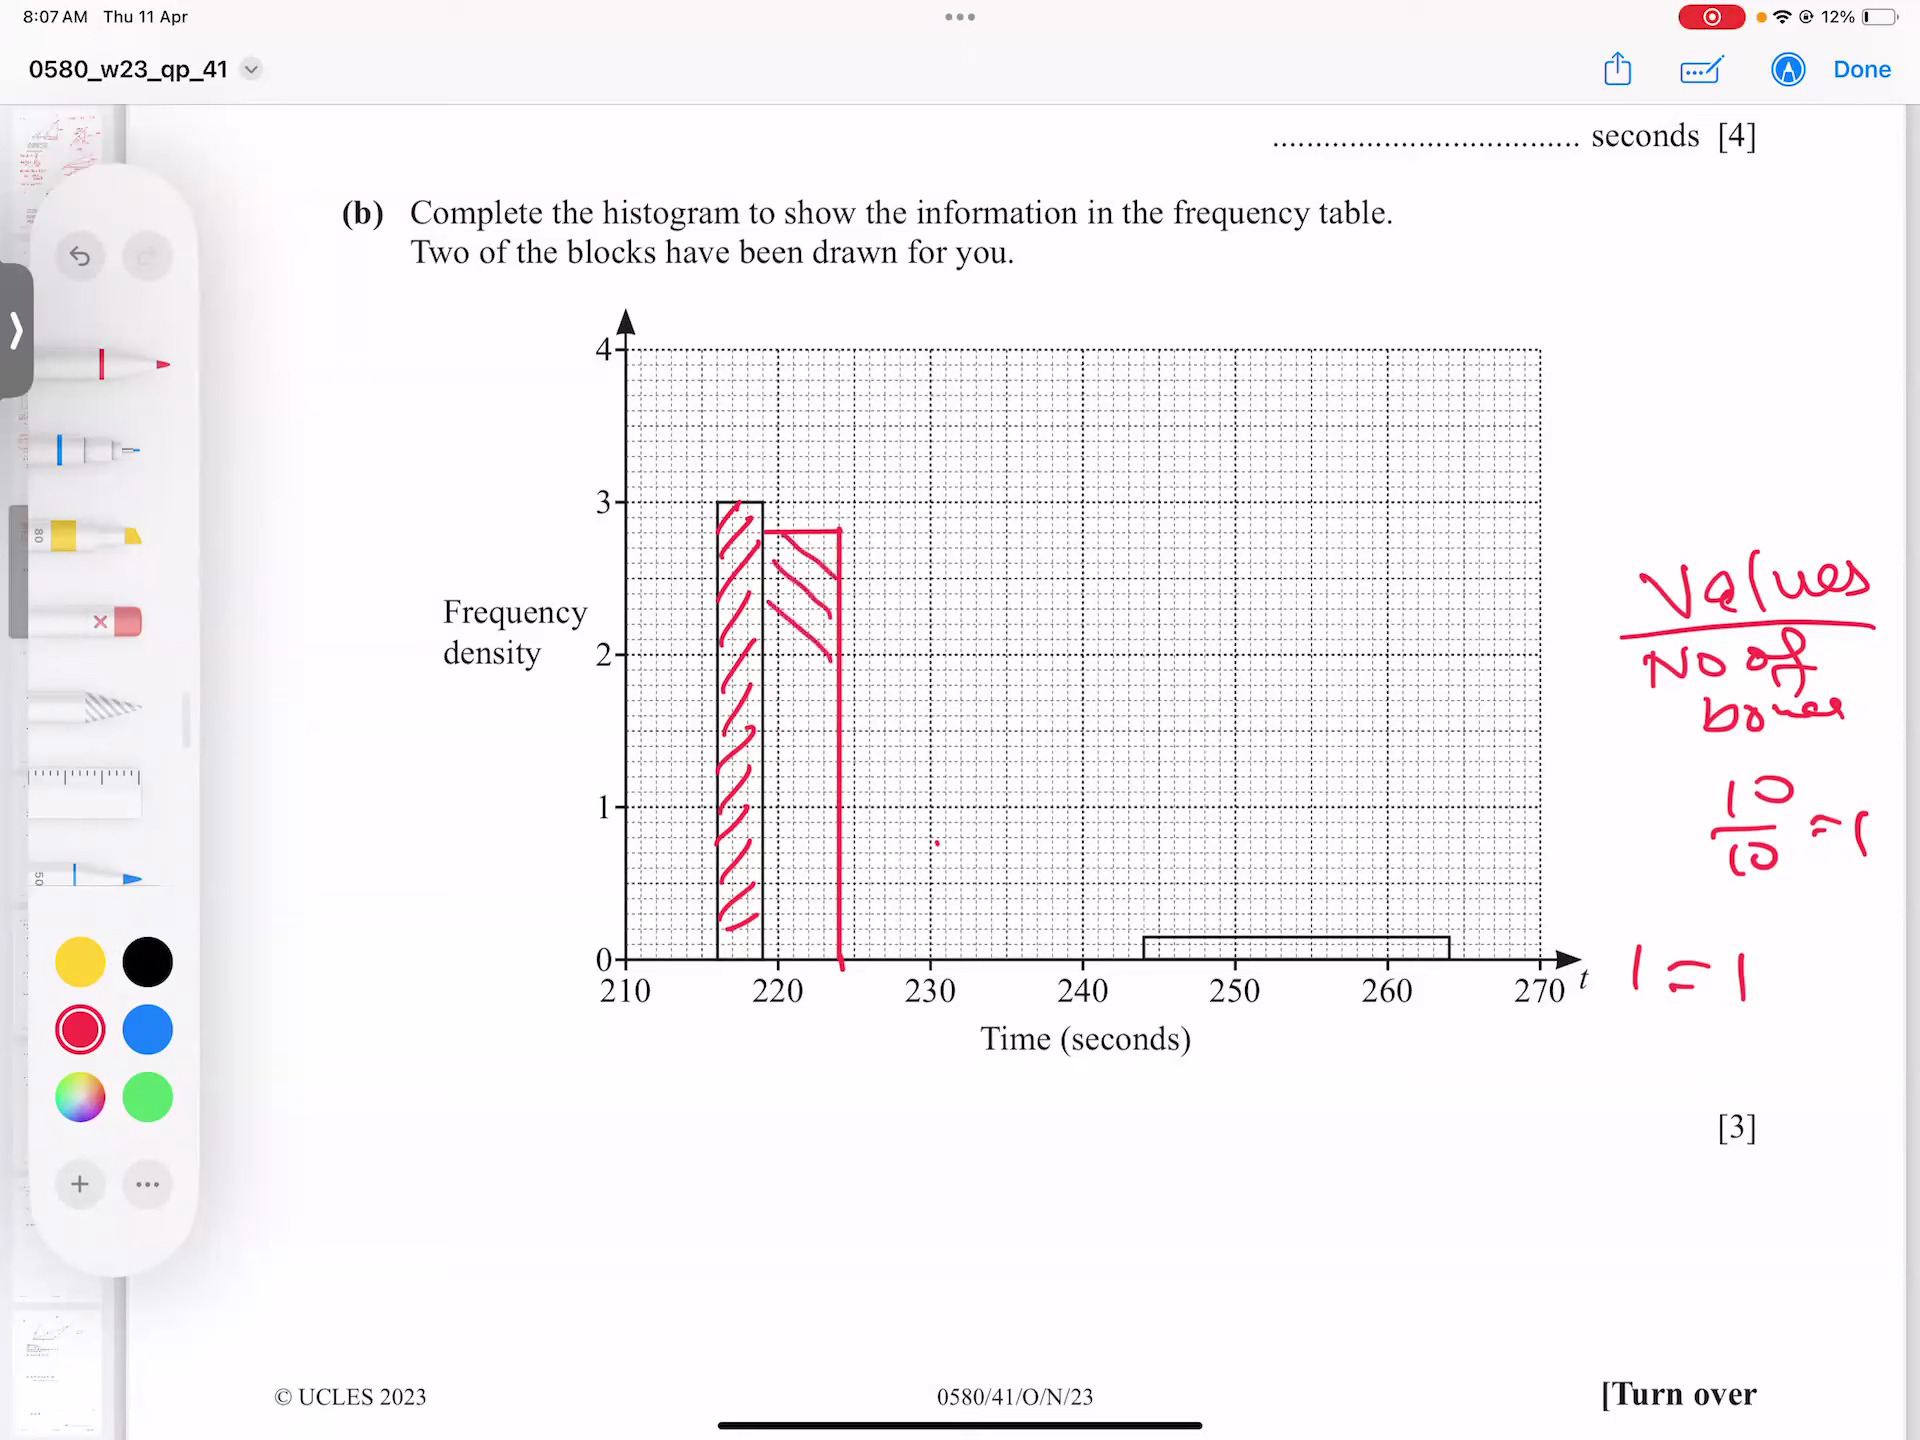 8:07 AM Thu 11 Apr
12%
0580_w23_qp_41
Done
................................... seconds [4]
(b) Complete the histogram to show the information in the frequency table.
Two of the blocks have been drawn for you.
4
3
Frequency
density
2
1
0
210 220 230 240 250 260 270 t
Time (seconds)
Values
No of
boxes
10
10
= 1
1 = 1
[3]
80
50
© UCLES 2023
0580/41/O/N/23
[Turn over